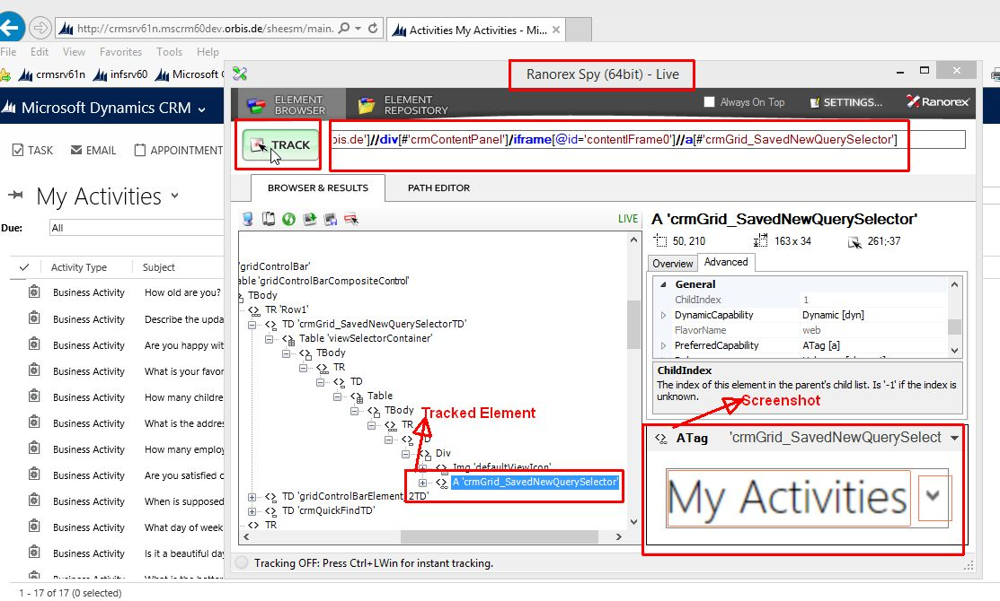 http://crmsrv61n.mscrm60dev.orbis.de/sheesm/main.
Activities My Activities - Mi...
File Edit View Favorites Tools Help
crmsrv61n infsrv60 Microsoft
Ranorex Spy (64bit) - Live
Microsoft Dynamics CRM
ELEMENT BROWSER
ELEMENT REPOSITORY
Always On Top
SETTINGS...
Ranorex
TASK EMAIL APPOINTMENT
TRACK
bis.de']//div[#'crmContentPanel']/iframe[@id='contentIFrame0']//a[#'crmGrid_SavedNewQuerySelector']
My Activities
BROWSER & RESULTS
PATH EDITOR
Due:
All
LIVE
Activity Type Subject
Business Activity How old are you?
Business Activity Describe the upda
Business Activity Are you happy wit
Business Activity What is your favor
Business Activity How many childre
Business Activity What is the addres
Business Activity How many employ
Business Activity Are you satisfied o
Business Activity When is supposed
Business Activity What day of week
Business Activity Is it a beautiful day
1 - 17 of 17 (0 selected)
'gridControlBar'
able 'gridControlBarCompositeControl'
TBody
TR 'Row1'
TD 'crmGrid_SavedNewQuerySelectorTD'
Table 'viewSelectorContainer'
TBody
TR
TD
Table
TBody
TR
Tracked Element
Div
Img 'defaultViewIcon'
A 'crmGrid_SavedNewQuerySelector'
TD 'gridControlBarElement_2TD'
TD 'crmQuickFindTD'
TR
A 'crmGrid_SavedNewQuerySelector'
50, 210
163 x 34
261;-37
Overview Advanced
General
ChildIndex 1
DynamicCapability Dynamic [dyn]
FlavorName web
PreferredCapability ATag [a]
ChildIndex
The index of this element in the parent's child list. Is '-1' if the index is
unknown.
Screenshot
ATag 'crmGrid_SavedNewQuerySelect
My Activities
Tracking OFF: Press Ctrl+LWin for instant tracking.